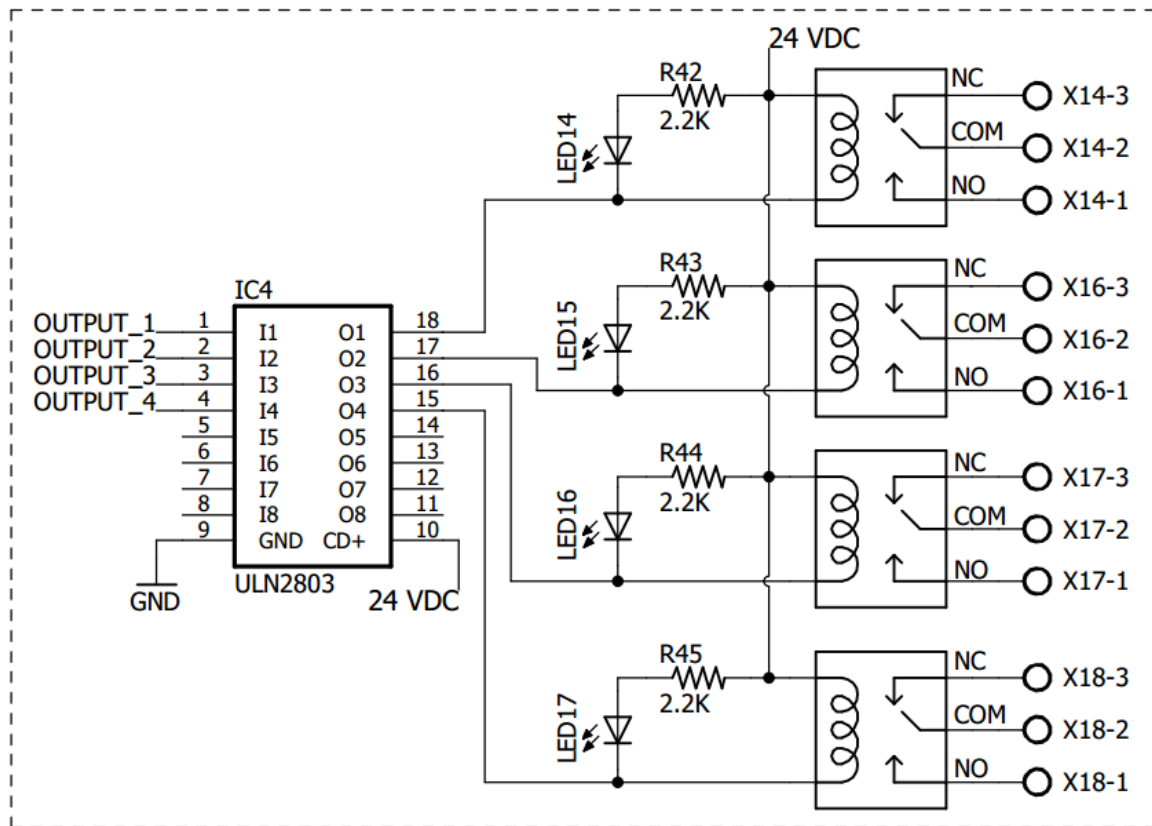 24 VDC
R42
2.2K
LED14
NC
X14-3
COM
X14-2
NO
X14-1
R43
2.2K
LED15
NC
X16-3
COM
X16-2
NO
X16-1
IC4
OUTPUT_1 1 I1 O1 18
OUTPUT_2 2 I2 O2 17
OUTPUT_3 3 I3 O3 16
OUTPUT_4 4 I4 O4 15
5 I5 O5 14
6 I6 O6 13
7 I7 O7 12
8 I8 O8 11
9 GND CD+ 10
ULN2803
GND
24 VDC
R44
2.2K
LED16
NC
X17-3
COM
X17-2
NO
X17-1
R45
2.2K
LED17
NC
X18-3
COM
X18-2
NO
X18-1